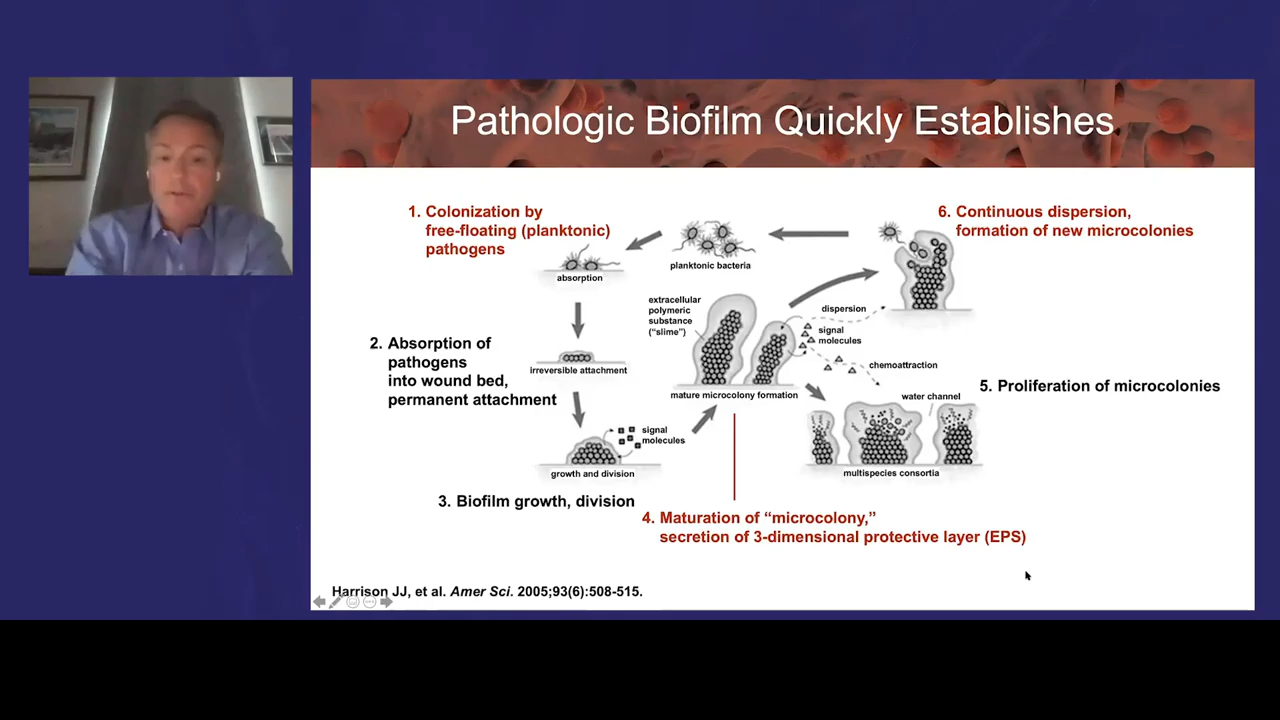 Pathologic Biofilm Quickly Establishes
1. Colonization by
free-floating (planktonic)
pathogens
6. Continuous dispersion,
formation of new microcolonies
planktonic bacteria
absorption
extracellular
polymeric
substance
(“slime”)
dispersion
signal
molecules
2. Absorption of
pathogens
into wound bed,
permanent attachment
irreversible attachment
chemoattraction
5. Proliferation of microcolonies
mature microcolony formation
water channel
signal
molecules
growth and division
multispecies consortia
3. Biofilm growth, division
4. Maturation of “microcolony,”
secretion of 3-dimensional protective layer (EPS)
Harrison JJ, et al. Amer Sci. 2005;93(6):508-515.